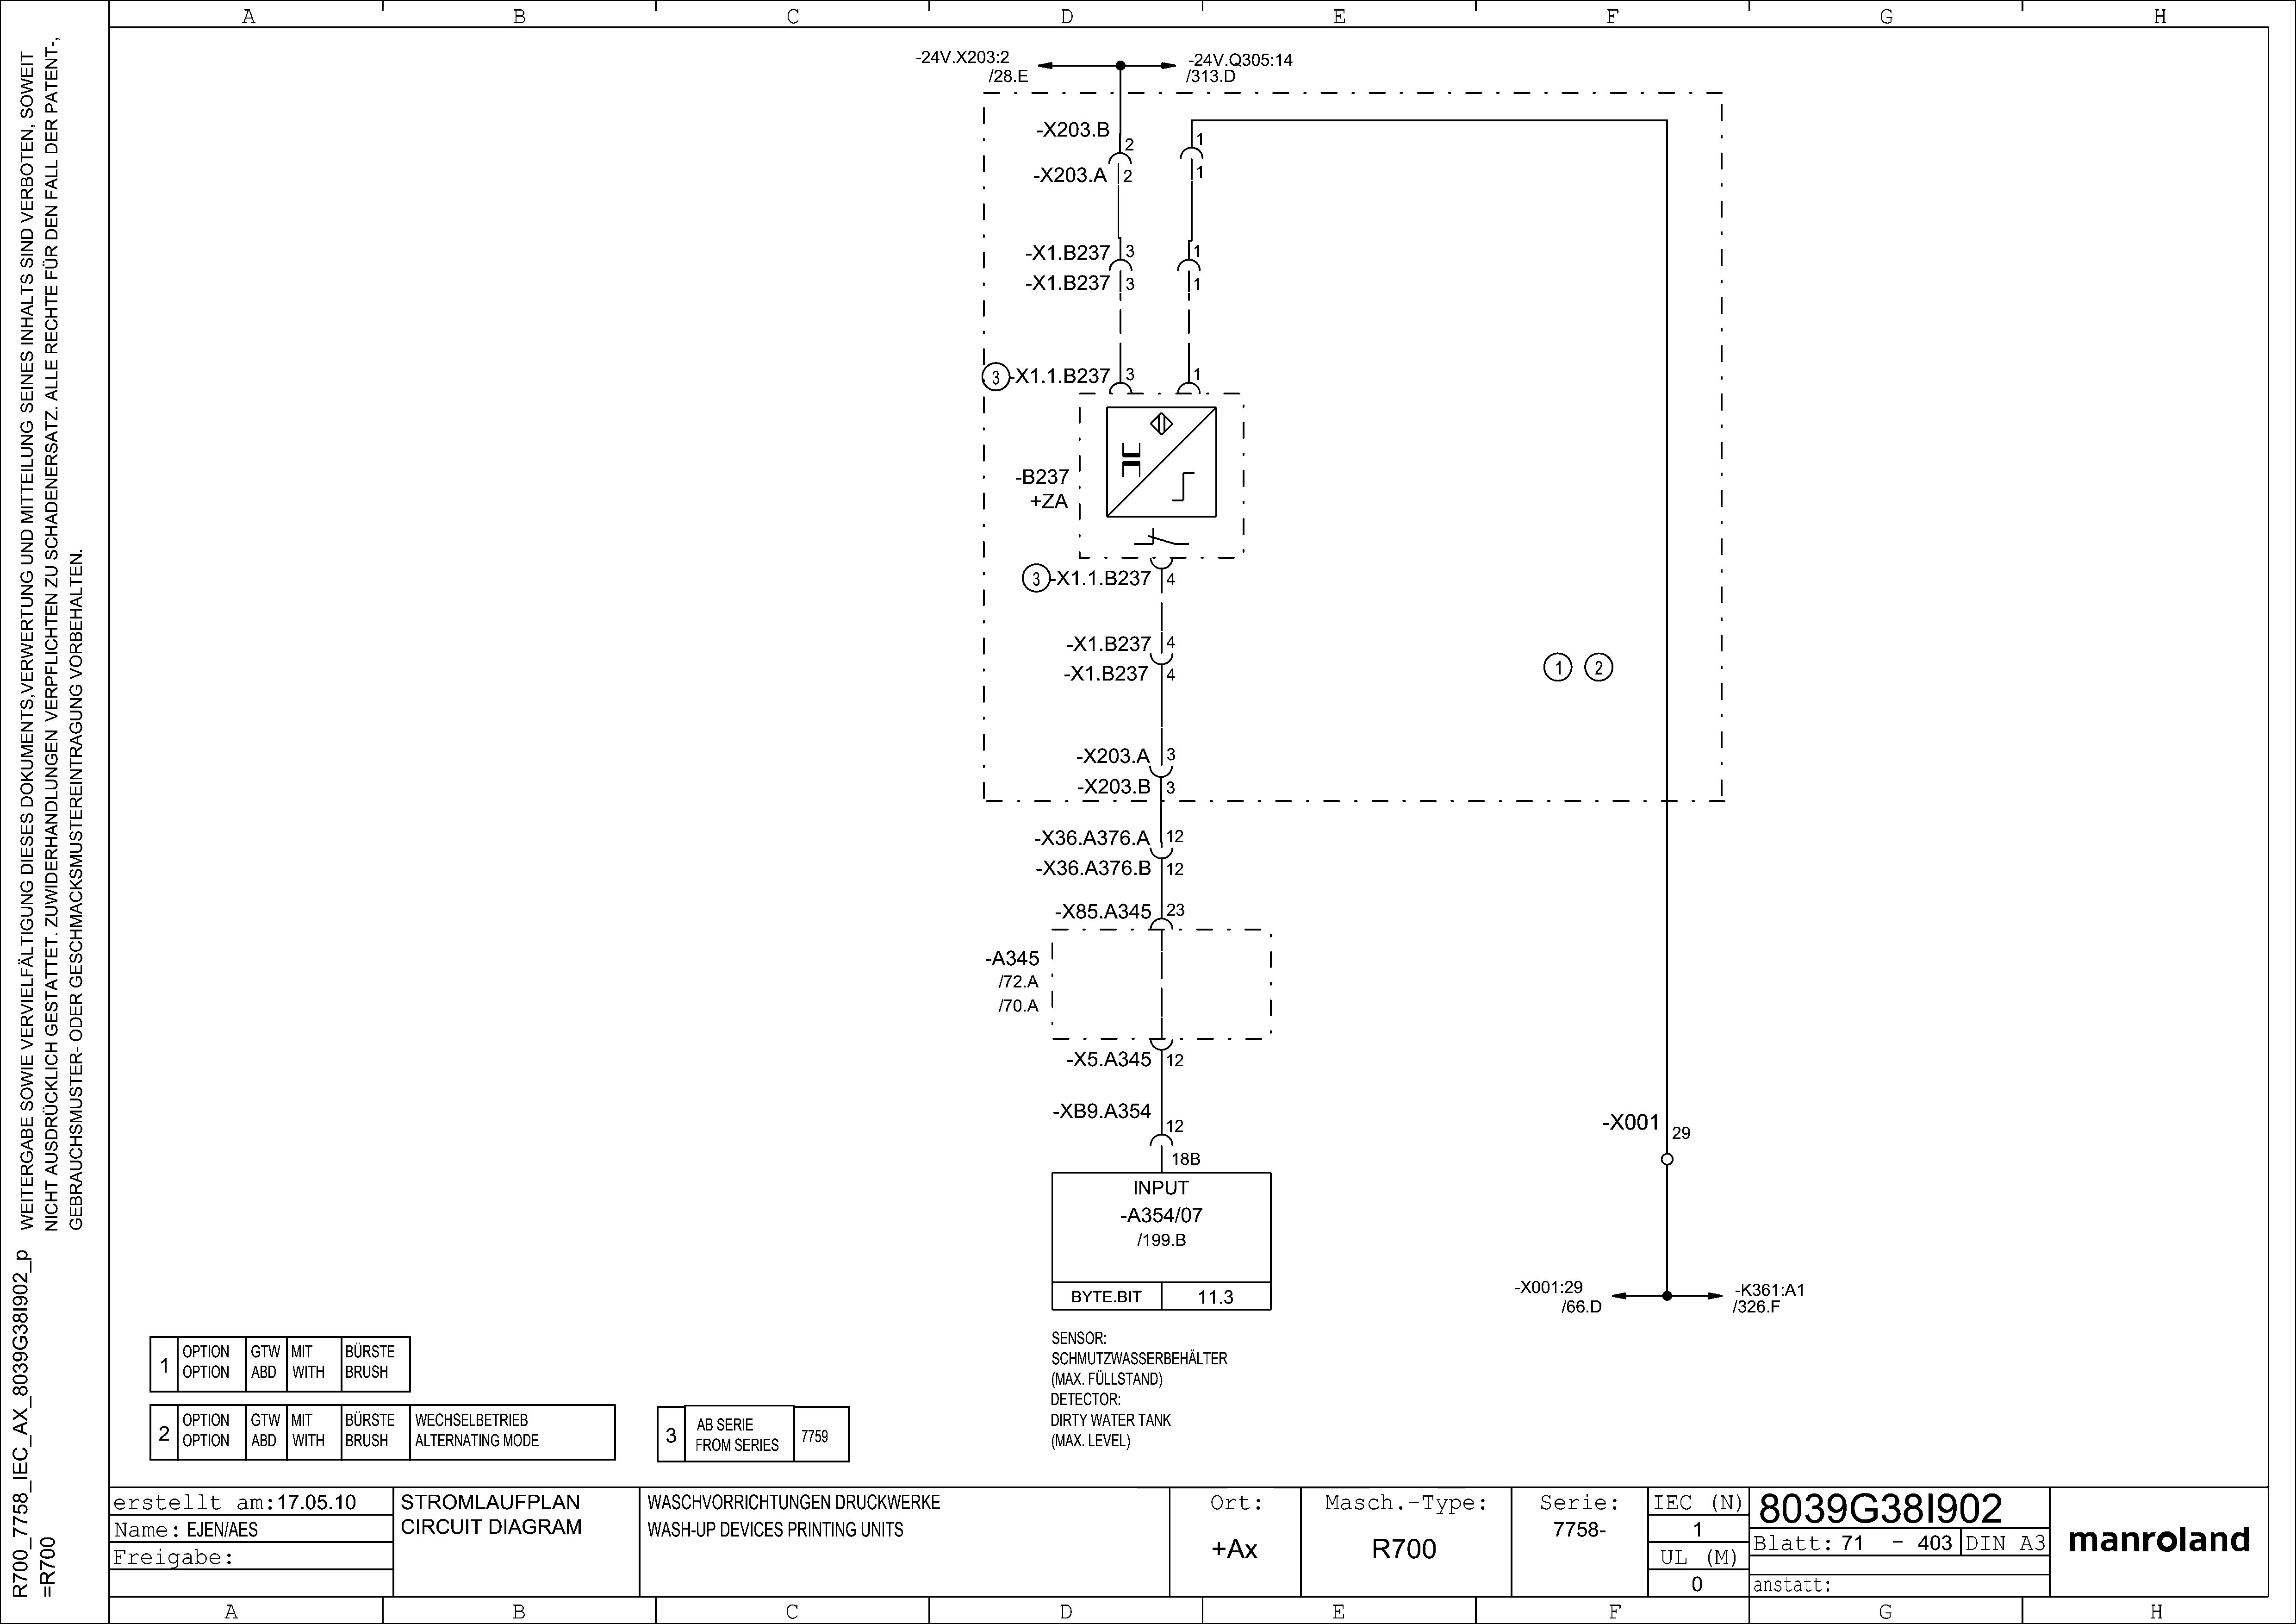 A B C D E F G H
WEITERGABE SOWIE VERVIELFÄLTIGUNG DIESES DOKUMENTS,VERWERTUNG UND MITTEILUNG SEINES INHALTS SIND VERBOTEN, SOWEIT
NICHT AUSDRÜCKLICH GESTATTET. ZUWIDERHANDLUNGEN VERPFLICHTEN ZU SCHADENERSATZ. ALLE RECHTE FÜR DEN FALL DER PATENT-,
GEBRAUCHSMUSTER- ODER GESCHMACKSMUSTEREINTRAGUNG VORBEHALTEN.
R700_7758_IEC_AX_8039G38I902_p
=R700
-24V.X203:2
/28.E
-24V.Q305:14
/313.D
-X203.B 2 1
-X203.A 2 1
-X1.B237 3 1
-X1.B237 3 1
3 -X1.1.B237 3 1
-B237
+ZA
3 -X1.1.B237 4
-X1.B237 4
-X1.B237 4
1 2
-X203.A 3
-X203.B 3
-X36.A376.A 12
-X36.A376.B 12
-X85.A345 23
-A345
/72.A
/70.A
-X5.A345 12
-XB9.A354
12
18B
-X001
29
INPUT
-A354/07
/199.B
BYTE.BIT 11.3
-X001:29
/66.D
-K361:A1
/326.F
SENSOR:
SCHMUTZWASSERBEHÄLTER
(MAX. FÜLLSTAND)
DETECTOR:
DIRTY WATER TANK
(MAX. LEVEL)
1 OPTION GTW MIT BÜRSTE
OPTION ABD WITH BRUSH
2 OPTION GTW MIT BÜRSTE WECHSELBETRIEB
OPTION ABD WITH BRUSH ALTERNATING MODE
3 AB SERIE 7759
FROM SERIES
erstellt am:17.05.10
Name: EJEN/AES
Freigabe:
STROMLAUFPLAN
CIRCUIT DIAGRAM
WASCHVORRICHTUNGEN DRUCKWERKE
WASH-UP DEVICES PRINTING UNITS
Ort:
+Ax
Masch.-Type:
R700
Serie:
7758-
IEC (N)
1
UL (M)
0
8039G38I902
Blatt: 71 - 403 DIN A3
anstatt:
manroland
A B C D E F G H